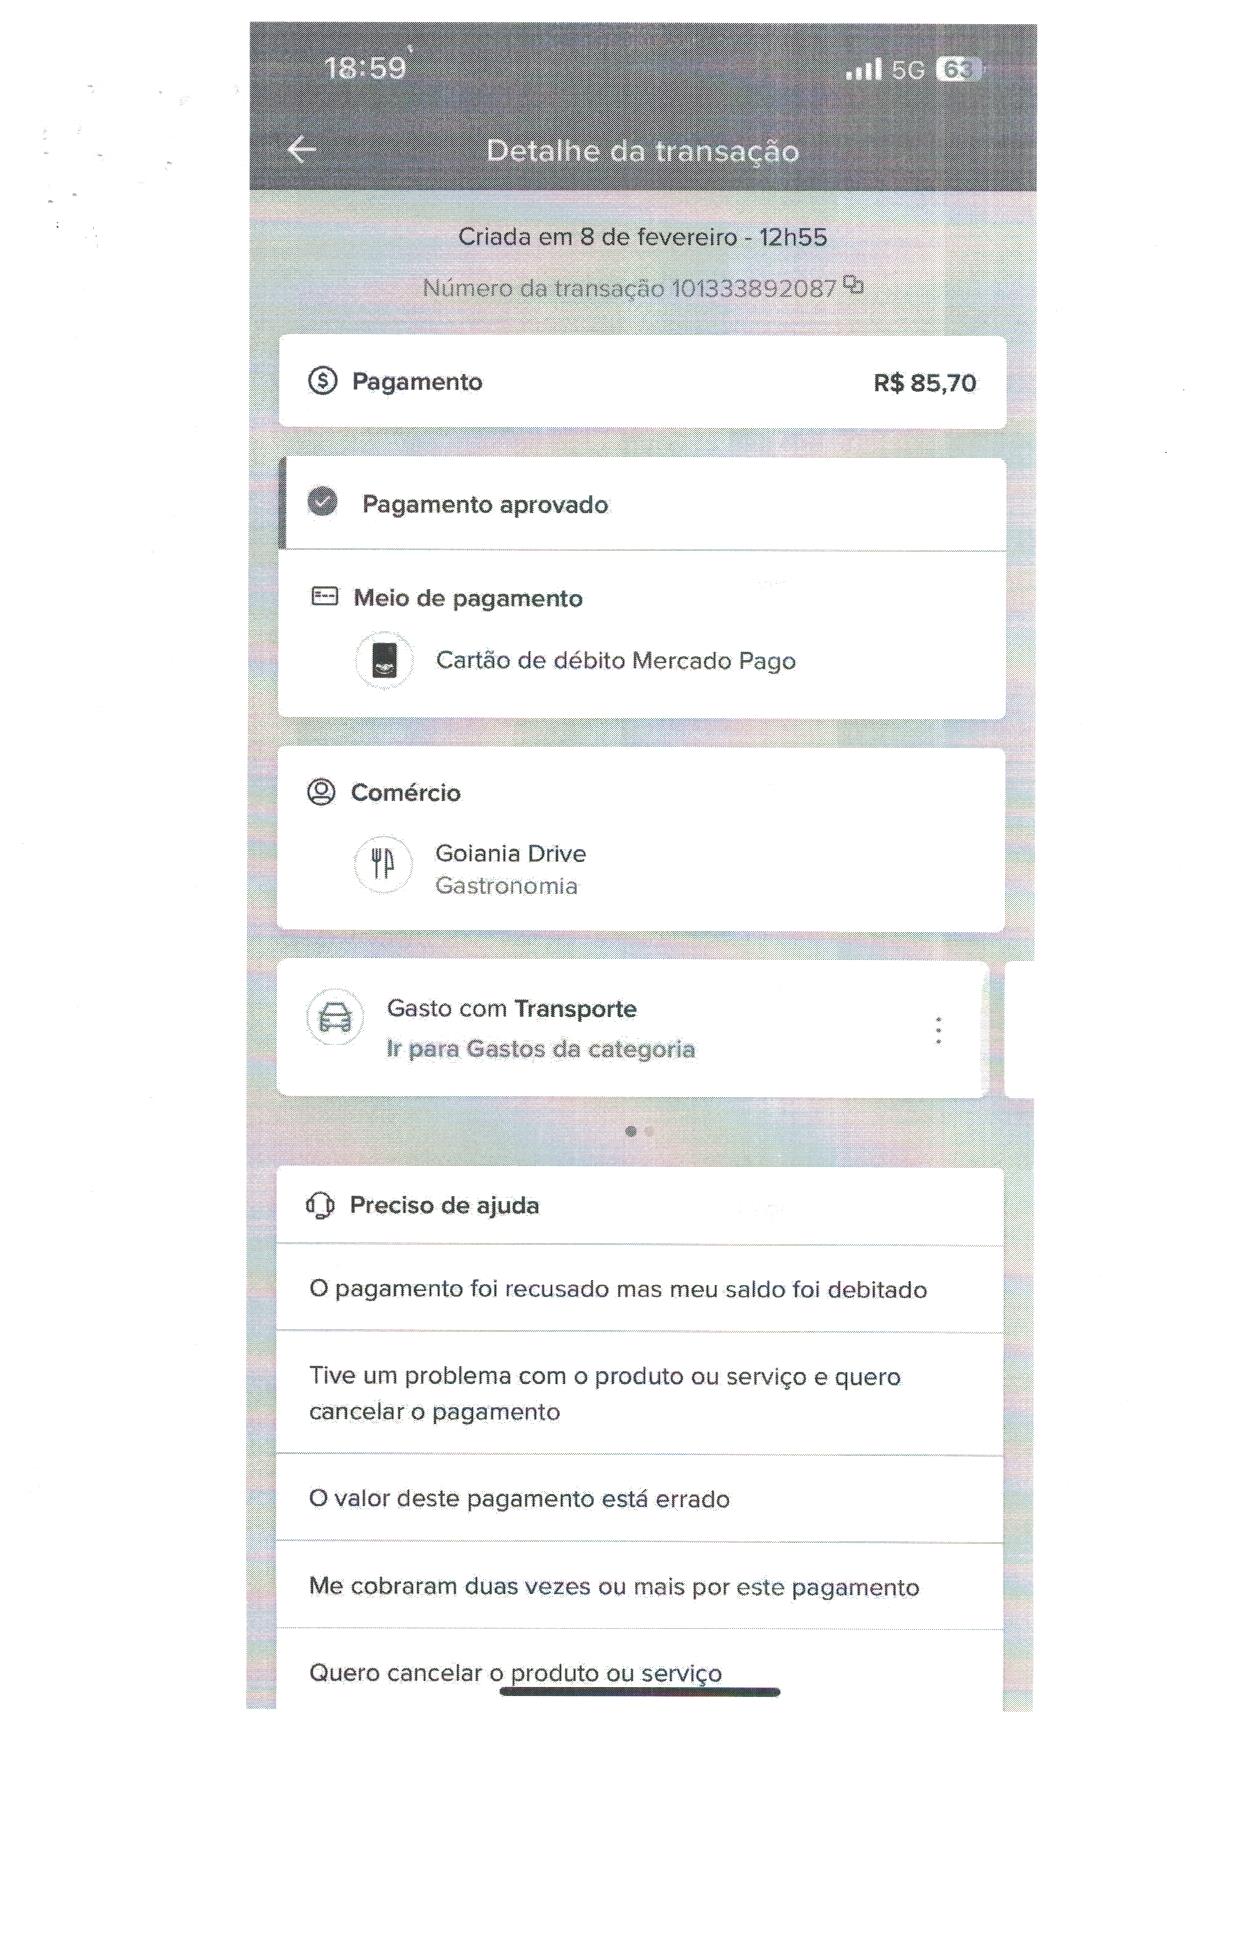 18:59
5G 63
Detalhe da transação
Criada em 8 de fevereiro - 12h55
Número da transação 101333892087
Pagamento R$ 85,70
Pagamento aprovado
Meio de pagamento
Cartão de débito Mercado Pago
Comércio
Goiania Drive
Gastronomia
Gasto com Transporte
Ir para Gastos da categoria
Preciso de ajuda
O pagamento foi recusado mas meu saldo foi debitado
Tive um problema com o produto ou serviço e quero
cancelar o pagamento
O valor deste pagamento está errado
Me cobraram duas vezes ou mais por este pagamento
Quero cancelar o produto ou serviço